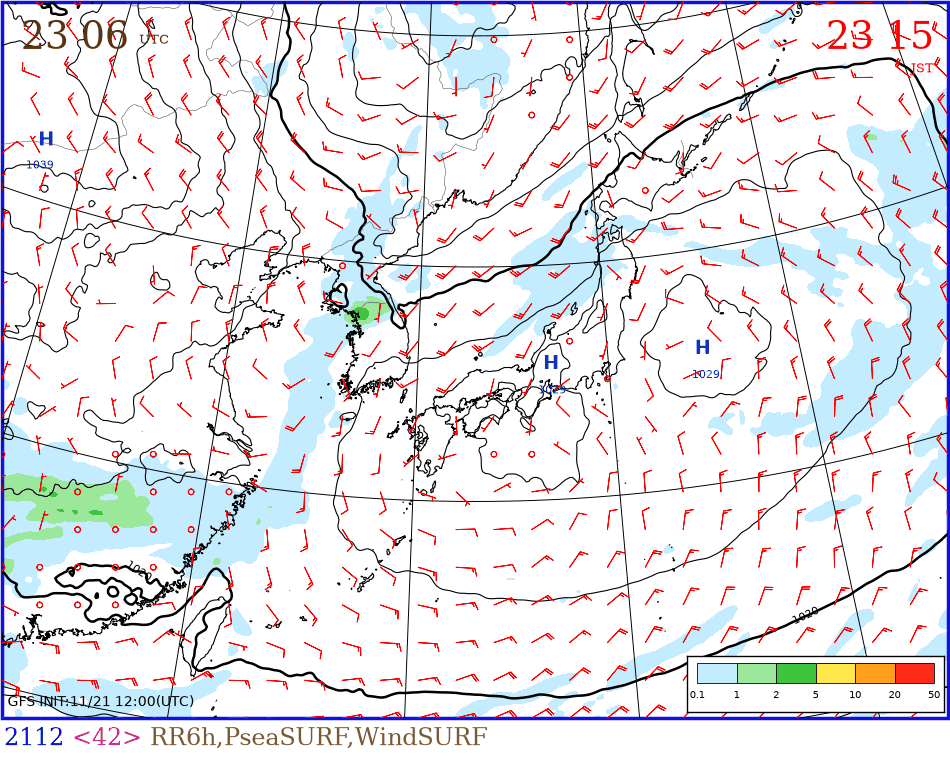 23 06 UTC
23 15 JST
H
1039
H
1029
H
1029
1020
1020
0.1 1 2 5 10 20 50
GFS INIT:11/21 12:00(UTC)
2112 <42> RR6h,PseaSURF,WindSURF